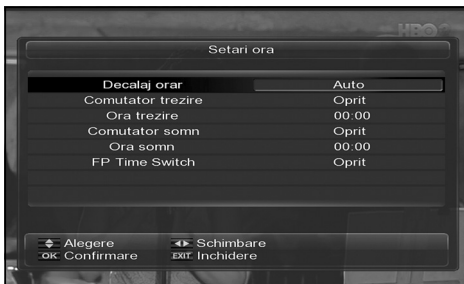 HBO
Setari ora
Decalaj orar Auto
Comutator trezire Oprit
Ora trezire 00:00
Comutator somn Oprit
Ora somn 00:00
FP Time Switch Oprit
Alegere Schimbare
OK Confirmare EXIT Inchidere